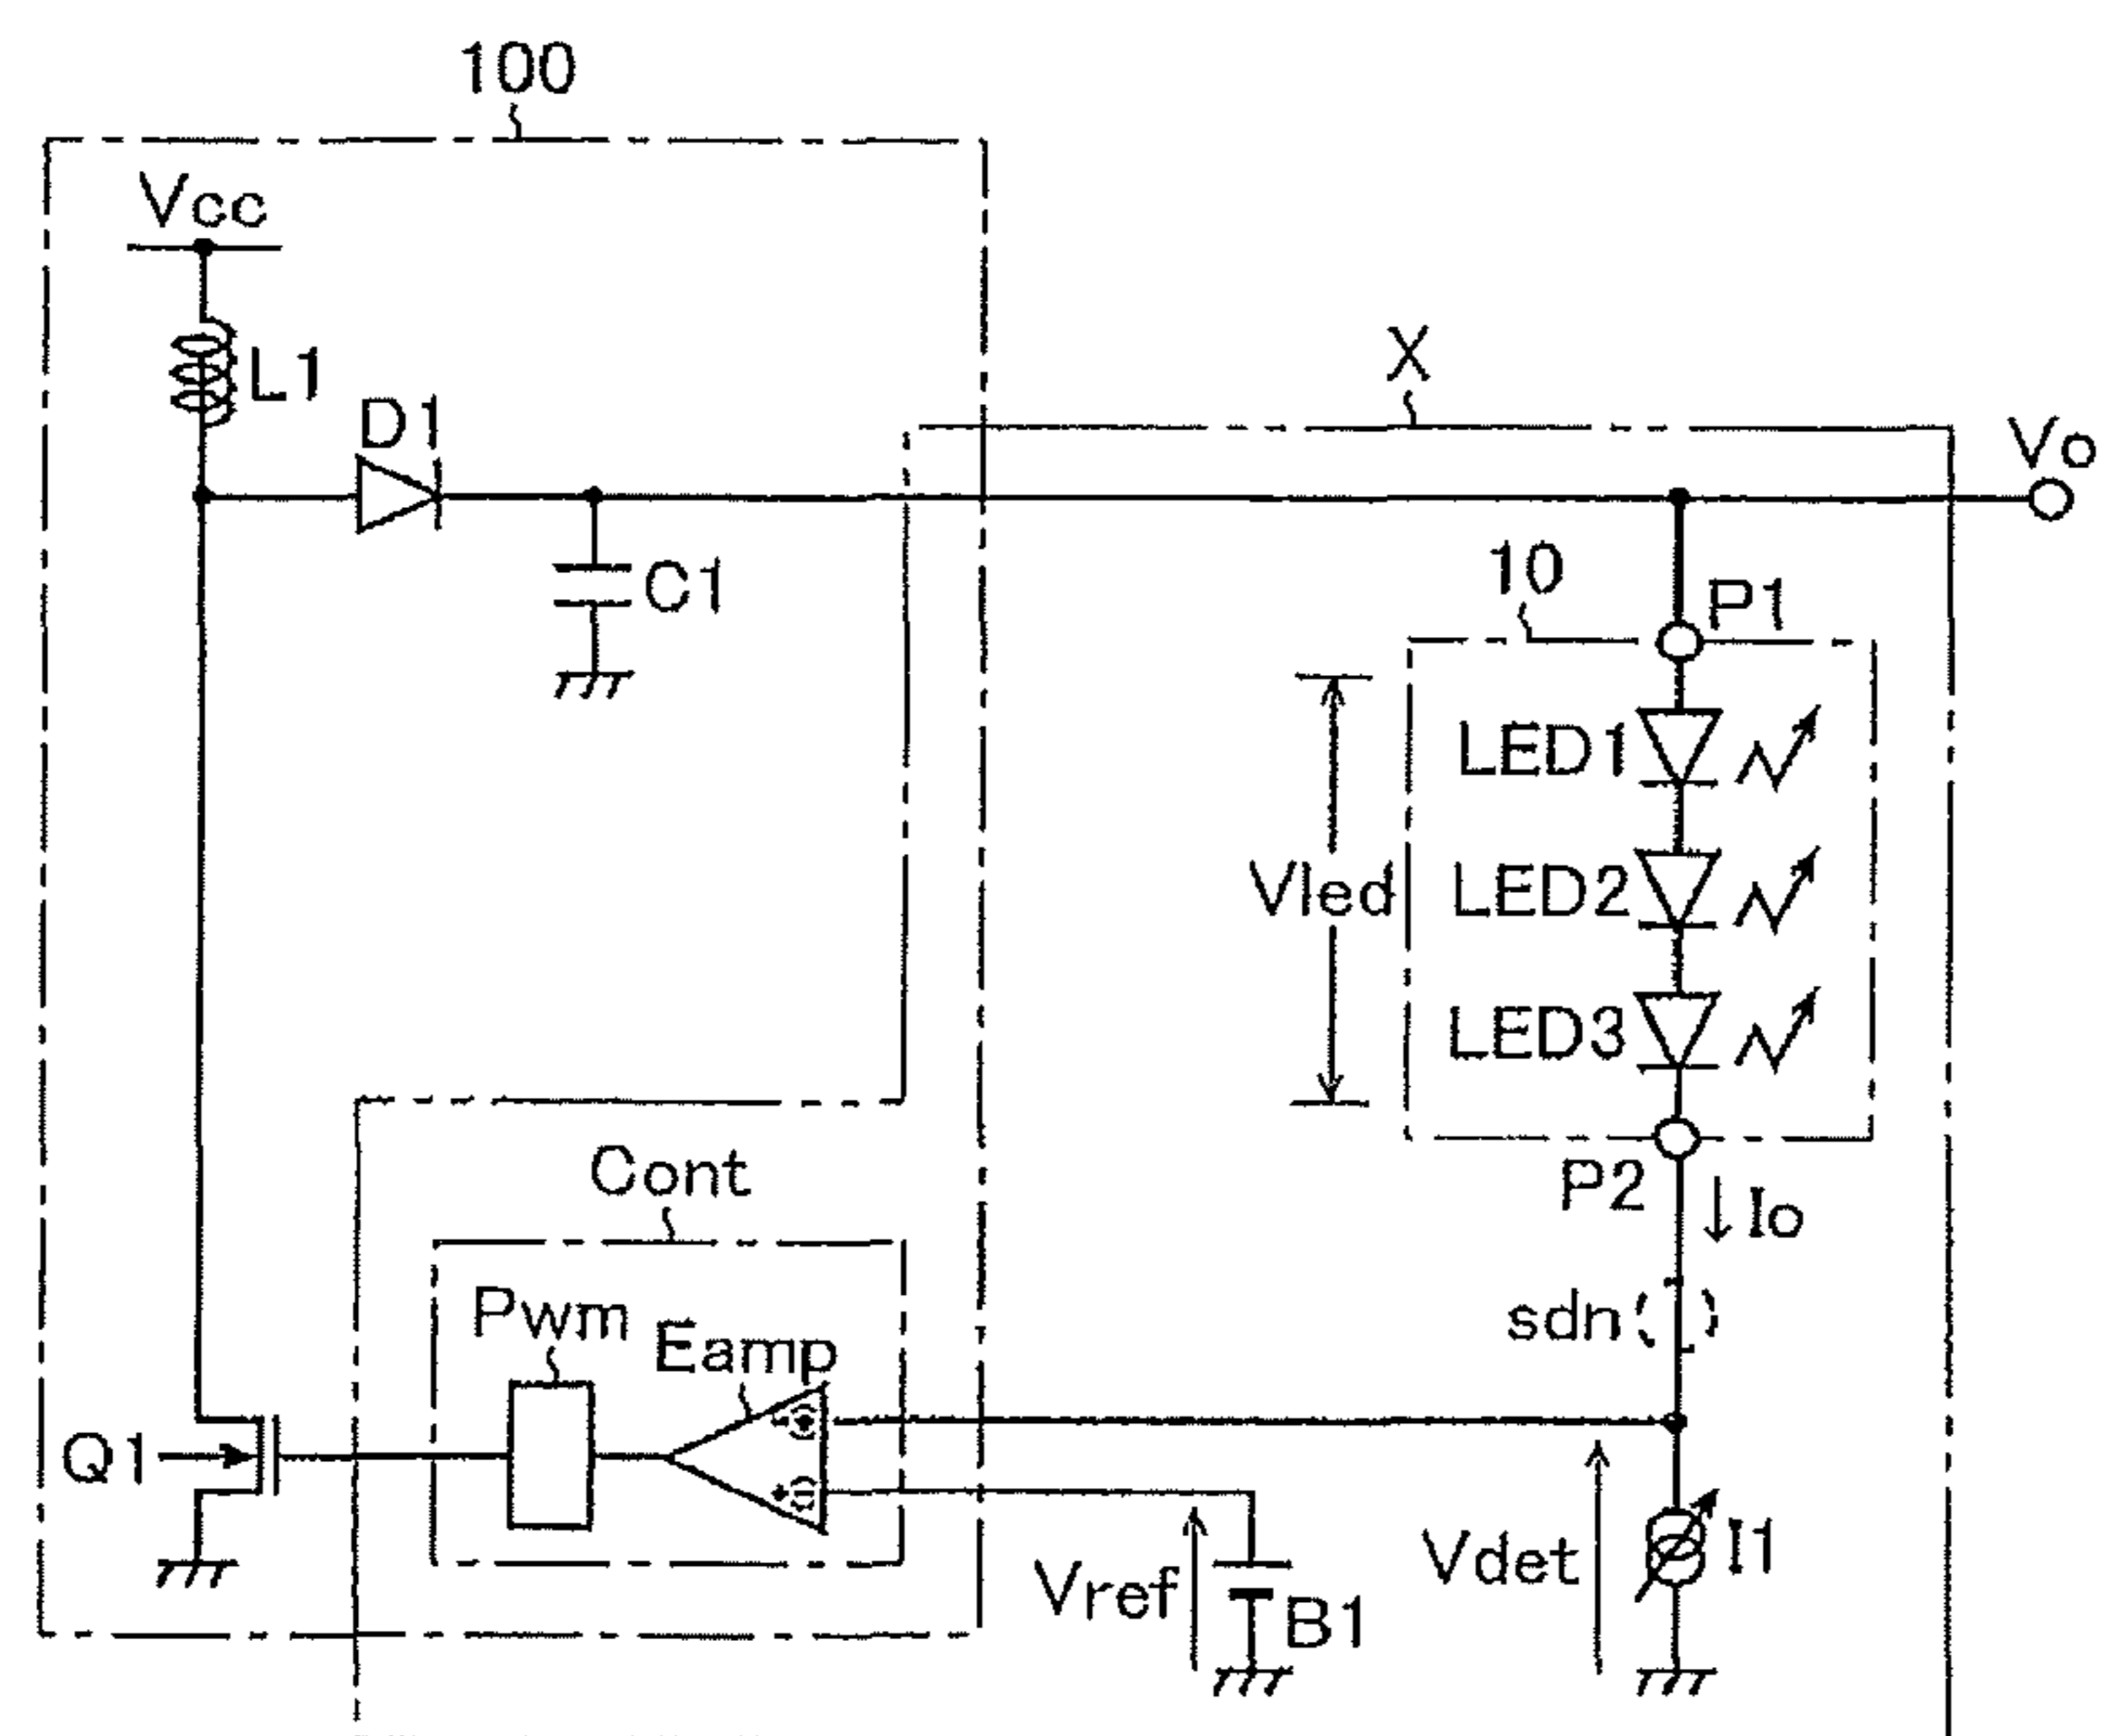 100
Vcc
L1
D1
C1
X
Vo
10
P1
LED1
Vled
LED2
LED3
P2
Io
Cont
Pwm
Eamp
sdn
Q1
Vref
B1
Vdet
I1